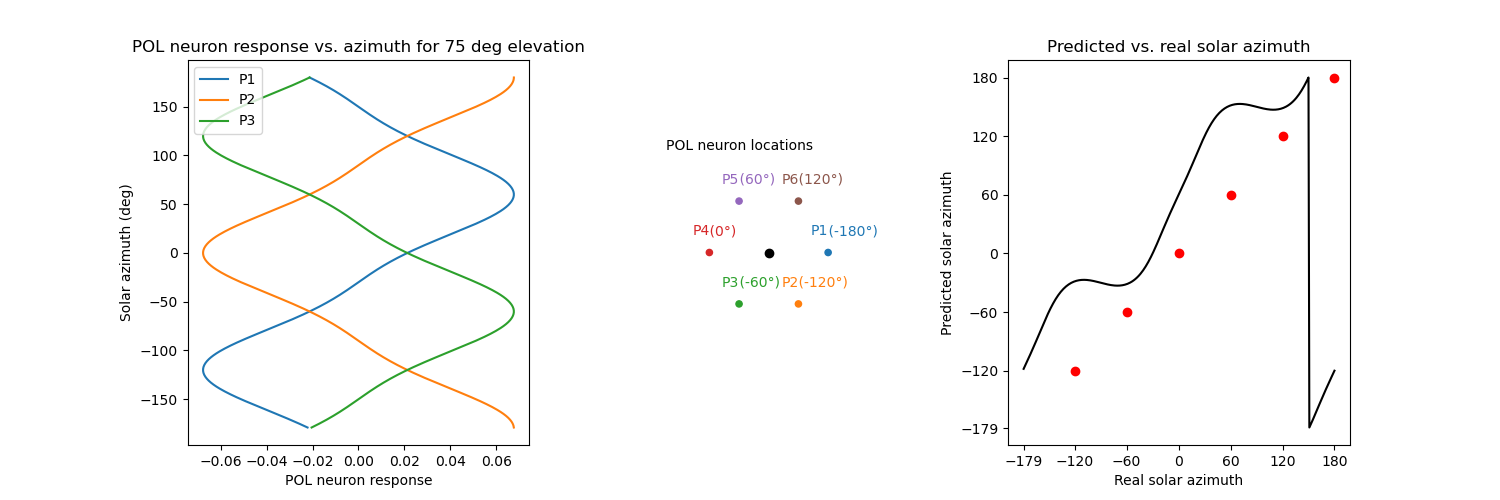 POL neuron response vs. azimuth for 75 deg elevation
P1
P2
P3
150
100
50
0
−50
−100
−150
Solar azimuth (deg)
−0.06 −0.04 −0.02 0.00 0.02 0.04 0.06
POL neuron response
POL neuron locations
P5(60°) P6(120°)
P4(0°) P1(-180°)
P3(-60°) P2(-120°)
Predicted vs. real solar azimuth
180
120
60
0
−60
−120
−179
Predicted solar azimuth
−179 −120 −60 0 60 120 180
Real solar azimuth